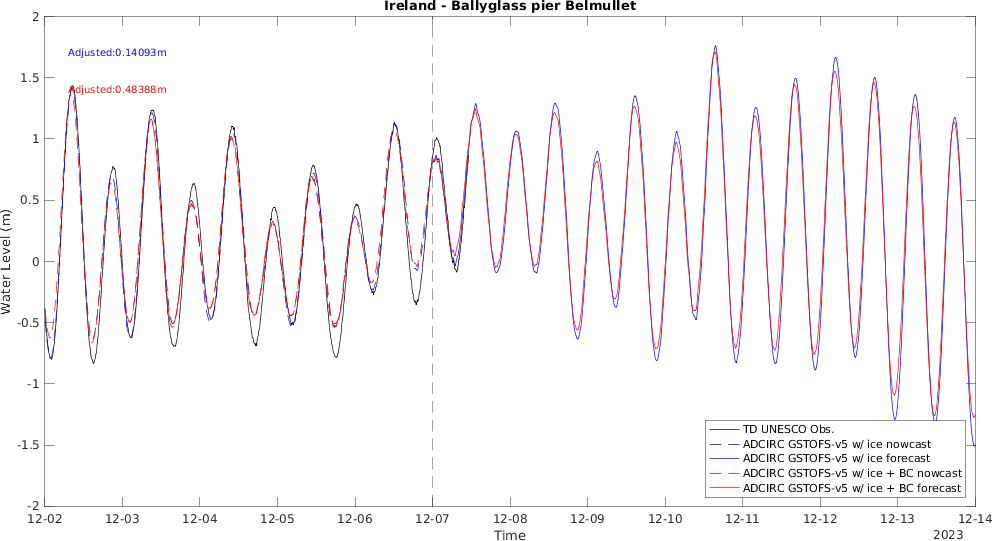 Ireland - Ballyglass pier Belmullet
Adjusted:0.14093m
Adjusted:0.48388m
Water Level (m)
2
1.5
1
0.5
0
-0.5
-1
-1.5
-2
TD UNESCO Obs.
ADCIRC GSTOFS-v5 w/ ice nowcast
ADCIRC GSTOFS-v5 w/ ice forecast
ADCIRC GSTOFS-v5 w/ ice + BC nowcast
ADCIRC GSTOFS-v5 w/ ice + BC forecast
12-02 12-03 12-04 12-05 12-06 12-07 12-08 12-09 12-10 12-11 12-12 12-13 12-14
Time
2023